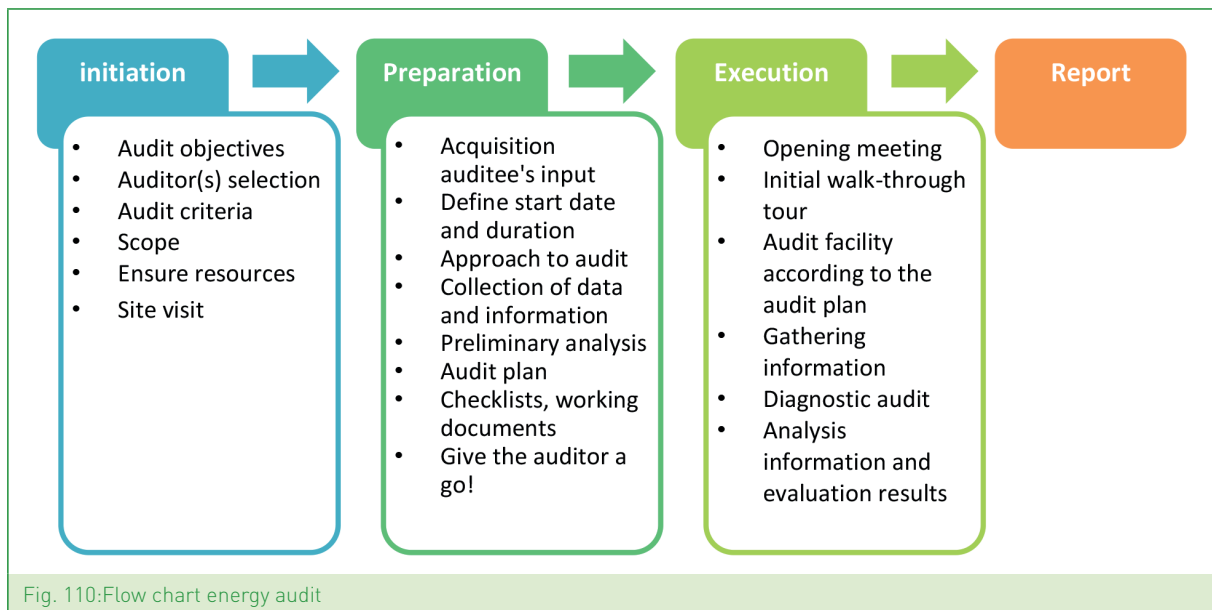 initiation
• Audit objectives
• Auditor(s) selection
• Audit criteria
• Scope
• Ensure resources
• Site visit
Preparation
• Acquisition
auditee's input
• Define start date
and duration
• Approach to audit
• Collection of data
and information
• Preliminary analysis
• Audit plan
• Checklists, working
documents
• Give the auditor a
go!
Execution
• Opening meeting
• Initial walk-through
tour
• Audit facility
according to the
audit plan
• Gathering
information
• Diagnostic audit
• Analysis
information and
evaluation results
Report
Fig. 110:Flow chart energy audit